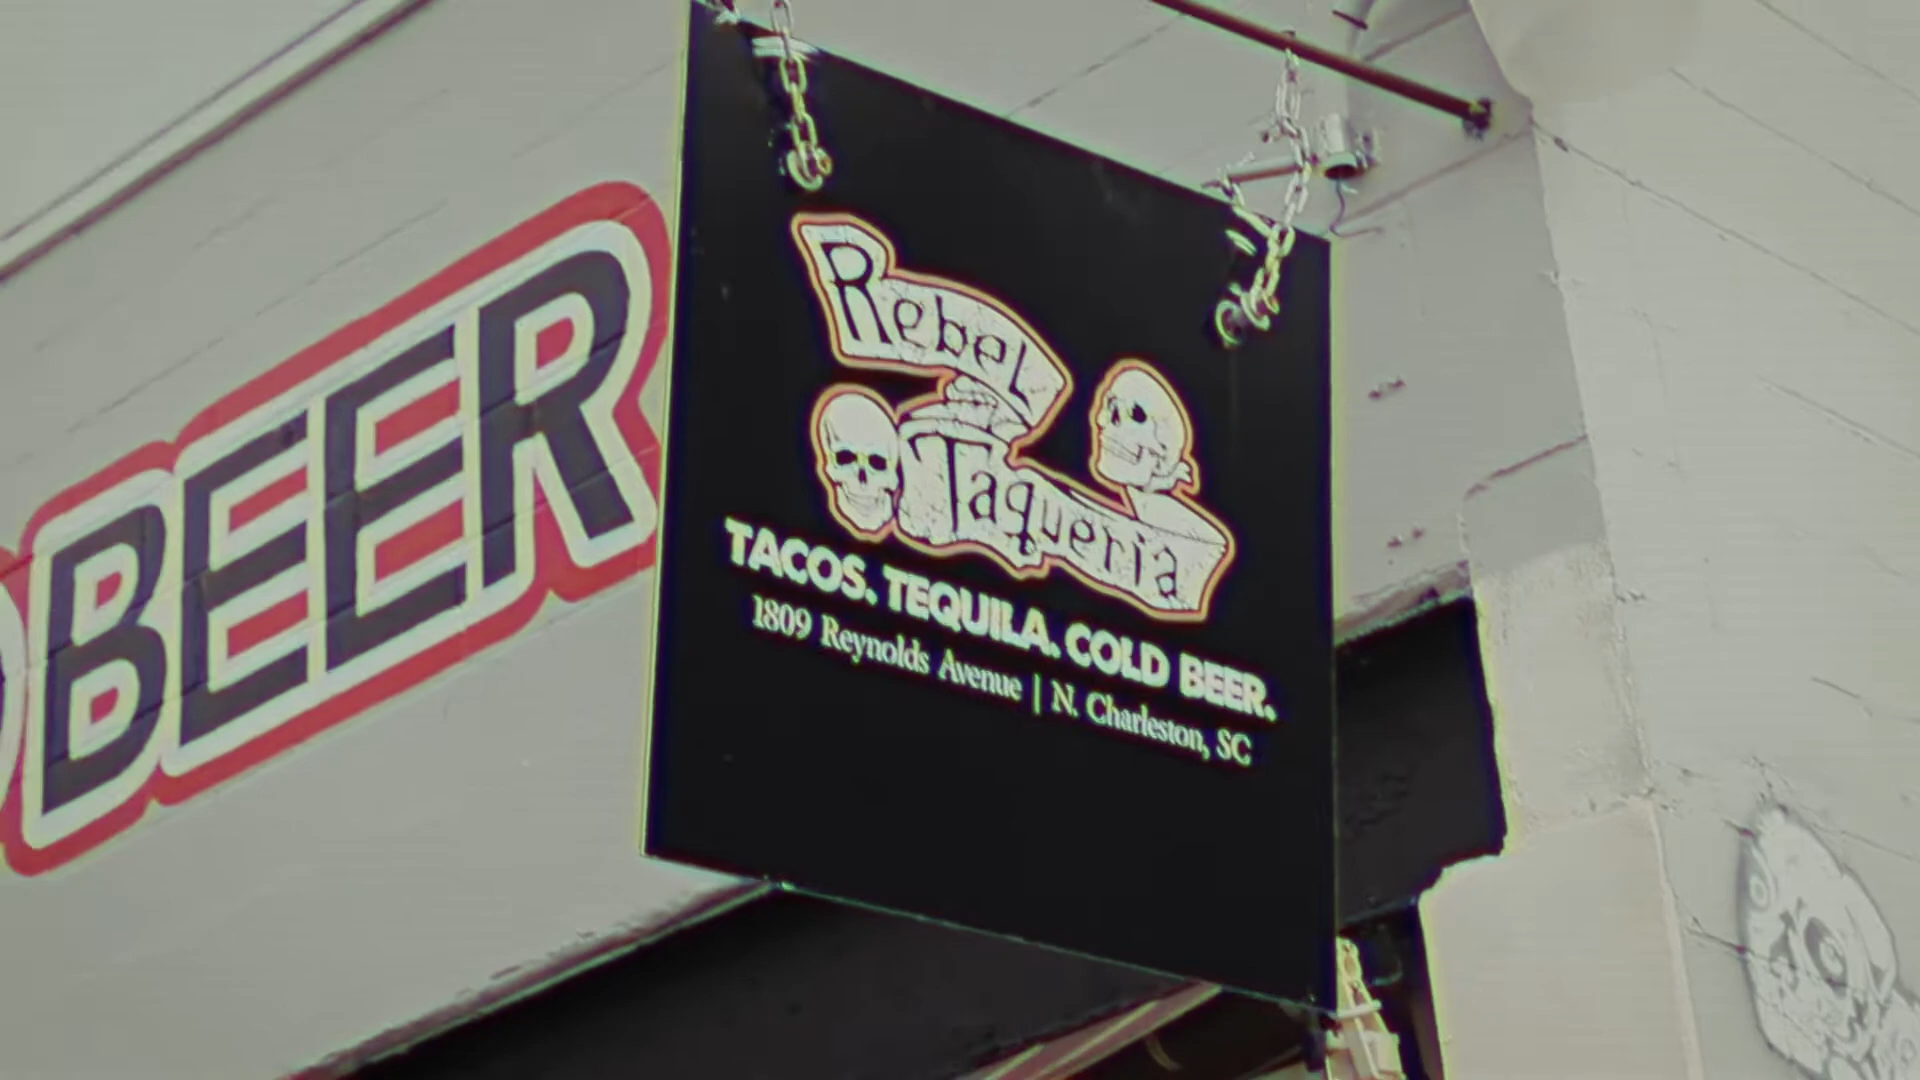 BEER
Rebel
Taqueria
TACOS. TEQUILA. COLD BEER.
1809 Reynolds Avenue | N. Charleston, SC